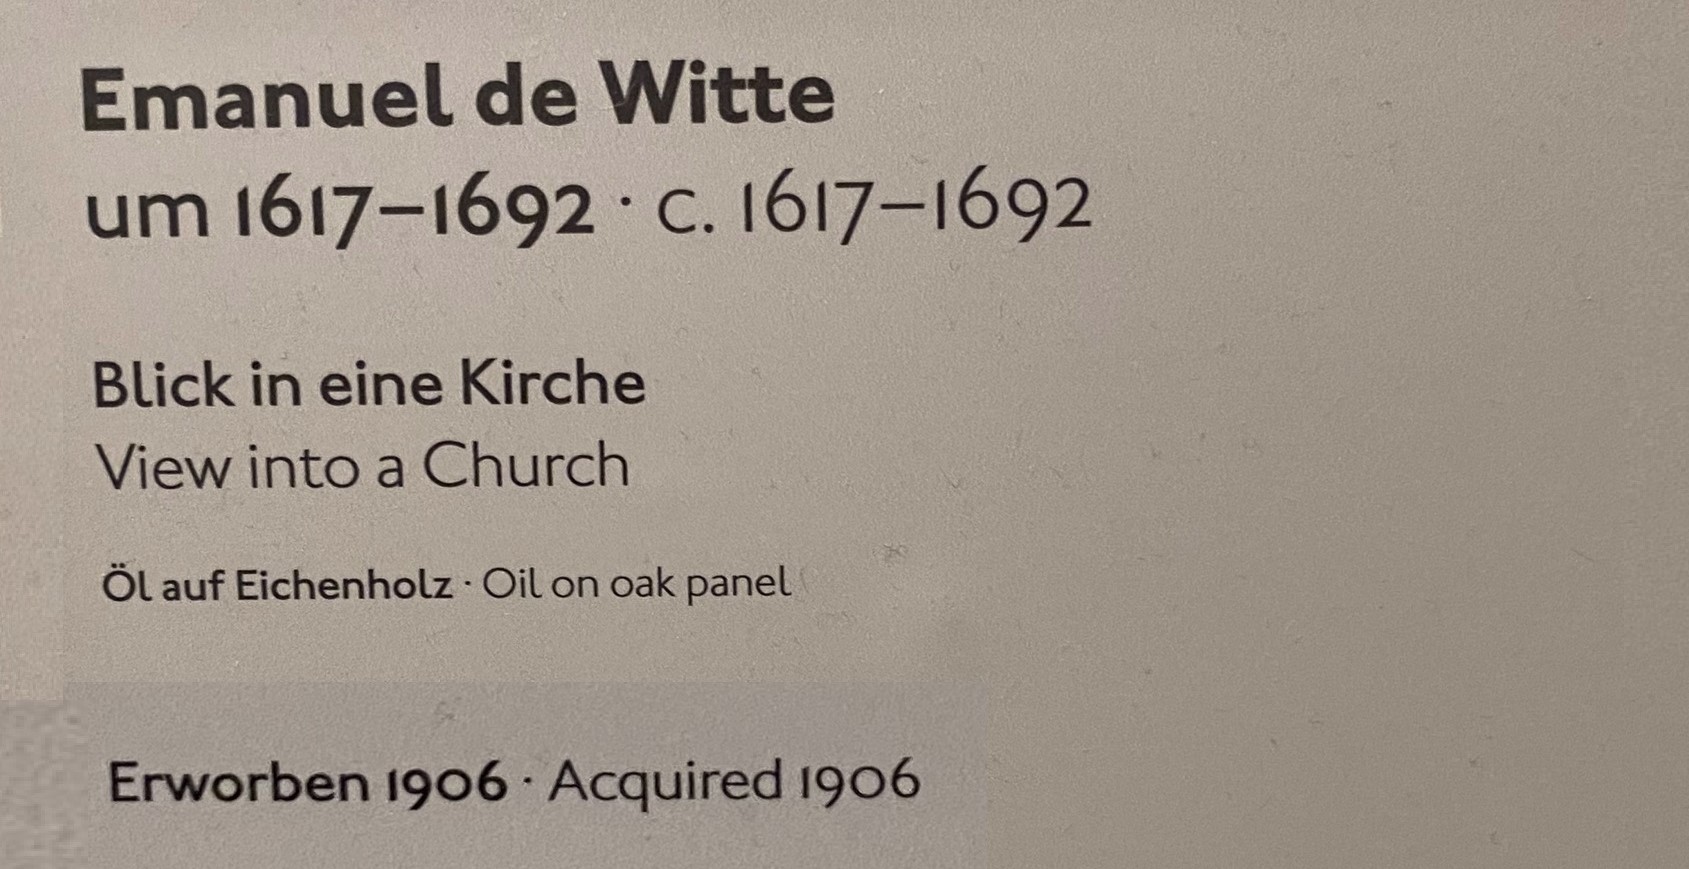 Emanuel de Witte
um 1617–1692 · c. 1617–1692
Blick in eine Kirche
View into a Church
Öl auf Eichenholz · Oil on oak panel
Erworben 1906 · Acquired 1906